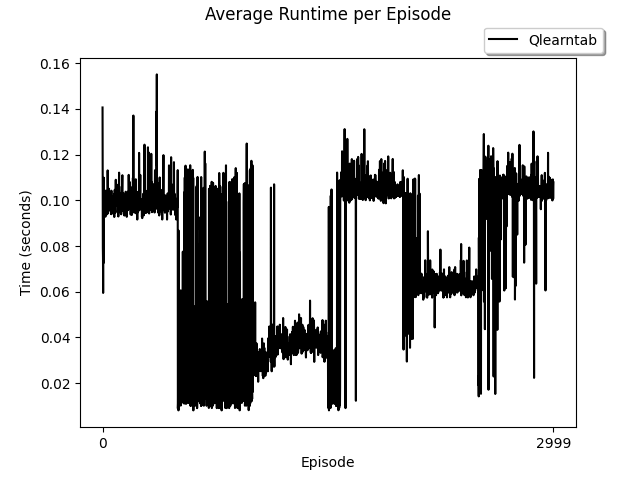 Average Runtime per Episode
Qlearntab
0.16
0.14
0.12
0.10
0.08
0.06
0.04
0.02
Time (seconds)
0
2999
Episode